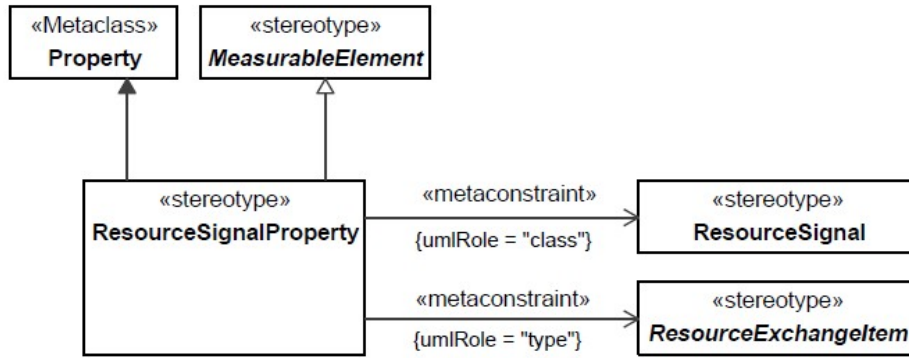 «Metaclass»
Property
«stereotype»
MeasurableElement
«stereotype»
ResourceSignalProperty
«metaconstraint»
{umlRole = "class"}
«stereotype»
ResourceSignal
«metaconstraint»
{umlRole = "type"}
«stereotype»
ResourceExchangeItem